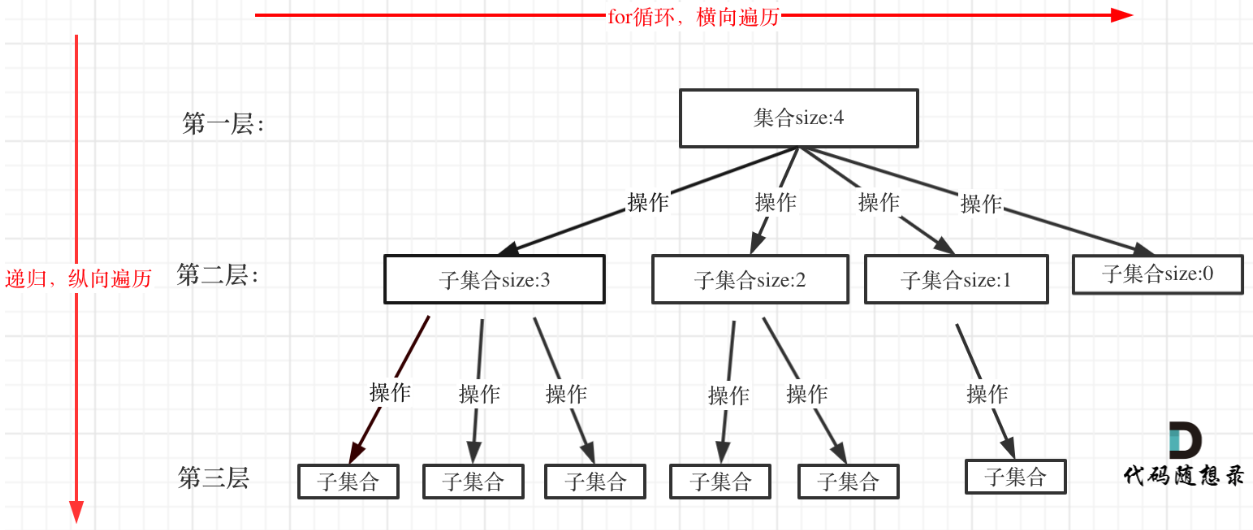 for循环，横向遍历
第一层：
集合size:4
操作
操作
操作
操作
递归，纵向遍历
第二层：
子集合size:3
子集合size:2
子集合size:1
子集合size:0
操作
操作
操作
操作
操作
操作
第三层
子集合
子集合
子集合
子集合
子集合
子集合
代码随想录